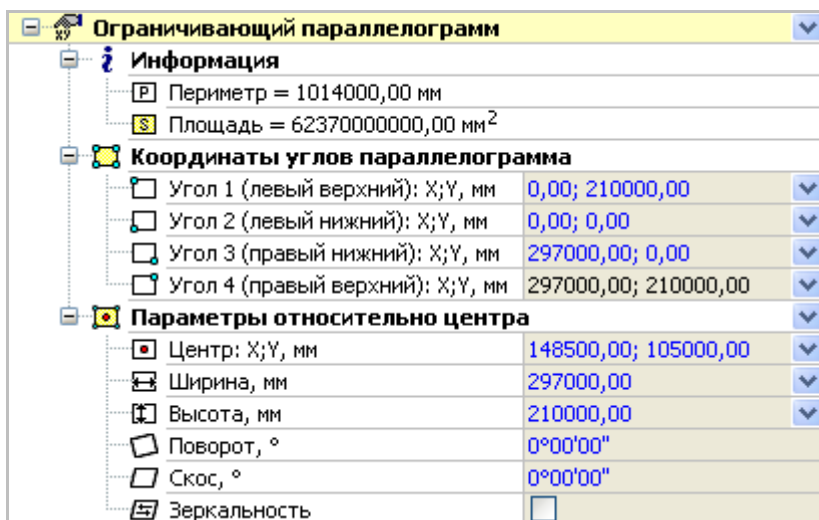 Ограничивающий параллелограмм
Информация
Периметр = 1014000,00 мм
Площадь = 62370000000,00 мм2
Координаты углов параллелограмма
Угол 1 (левый верхний): X;Y, мм 0,00; 210000,00
Угол 2 (левый нижний): X;Y, мм 0,00; 0,00
Угол 3 (правый нижний): X;Y, мм 297000,00; 0,00
Угол 4 (правый верхний): X;Y, мм 297000,00; 210000,00
Параметры относительно центра
Центр: X;Y, мм 148500,00; 105000,00
Ширина, мм 297000,00
Высота, мм 210000,00
Поворот, ° 0°00'00"
Скос, ° 0°00'00"
Зеркальность